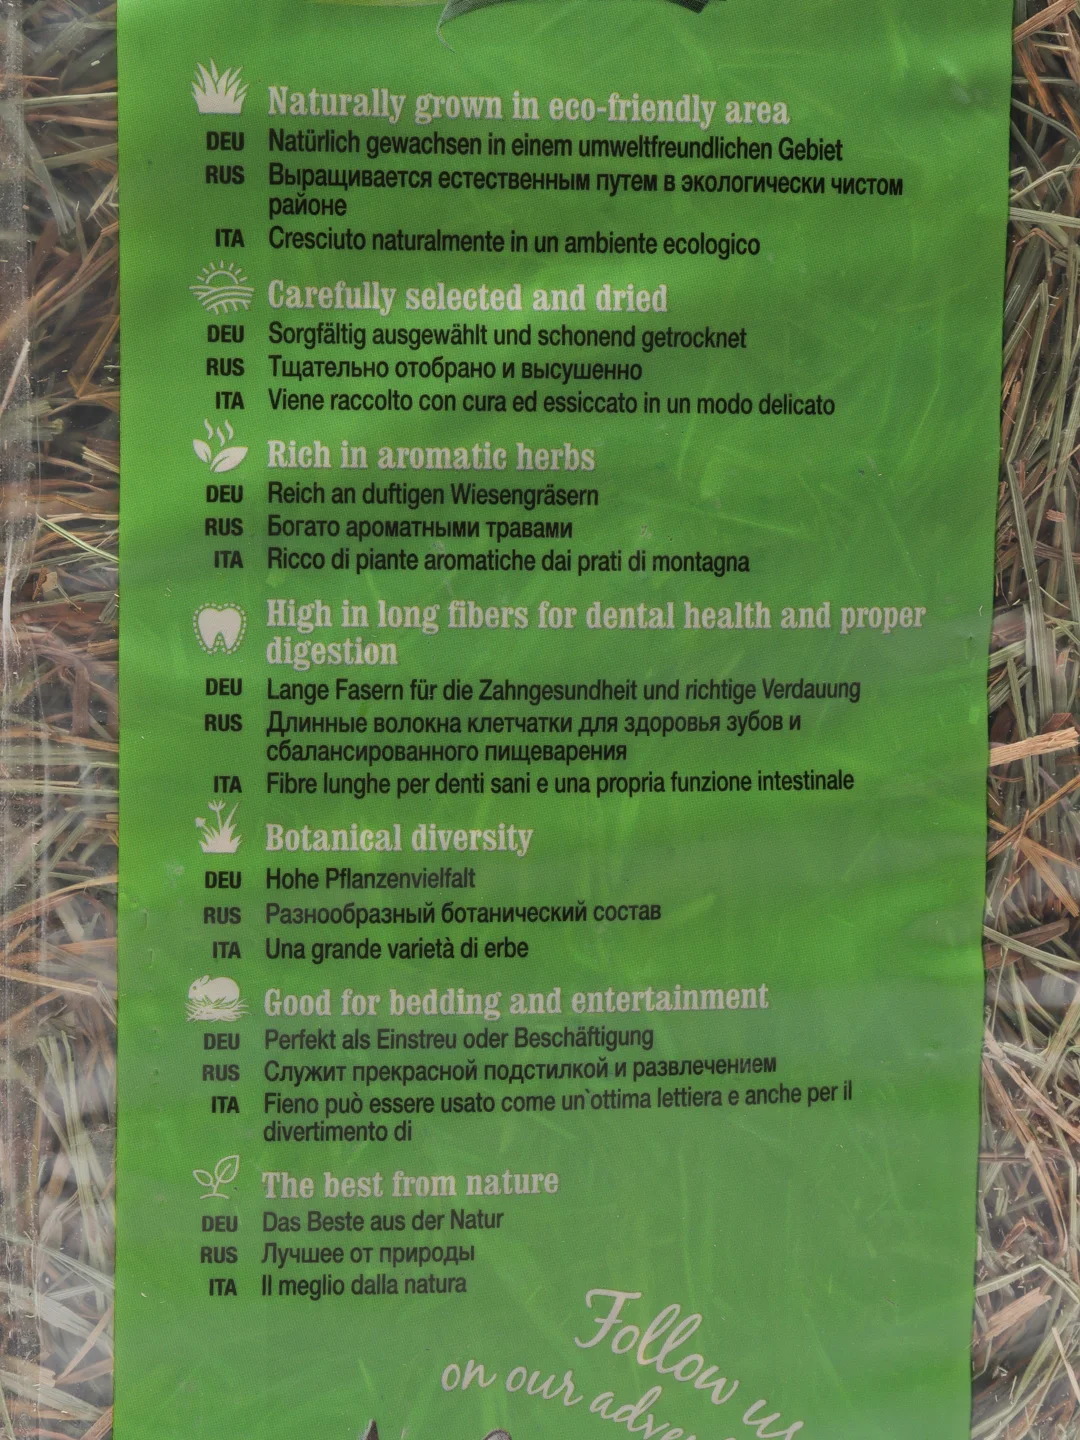 Naturally grown in eco-friendly area
DEU Natürlich gewachsen in einem umweltfreundlichen Gebiet
RUS Выращивается естественным путем в экологически чистом
районе
ITA Cresciuto naturalmente in un ambiente ecologico
Carefully selected and dried
DEU Sorgfältig ausgewählt und schonend getrocknet
RUS Тщательно отобрано и высушенно
ITA Viene raccolto con cura ed essiccato in un modo delicato
Rich in aromatic herbs
DEU Reich an duftigen Wiesengräsern
RUS Богато ароматными травами
ITA Ricco di piante aromatiche dai prati di montagna
High in long fibers for dental health and proper
digestion
DEU Lange Fasern für die Zahngesundheit und richtige Verdauung
RUS Длинные волокна клетчатки для здоровья зубов и
сбалансированного пищеварения
ITA Fibre lunghe per denti sani e una propria funzione intestinale
Botanical diversity
DEU Hohe Pflanzenvielfalt
RUS Разнообразный ботанический состав
ITA Una grande varietà di erbe
Good for bedding and entertainment
DEU Perfekt als Einstreu oder Beschäftigung
RUS Служит прекрасной подстилкой и развлечением
ITA Fieno può essere usato come un`ottima lettiera e anche per il
divertimento di
The best from nature
DEU Das Beste aus der Natur
RUS Лучшее от природы
ITA Il meglio dalla natura
Follow us
on our